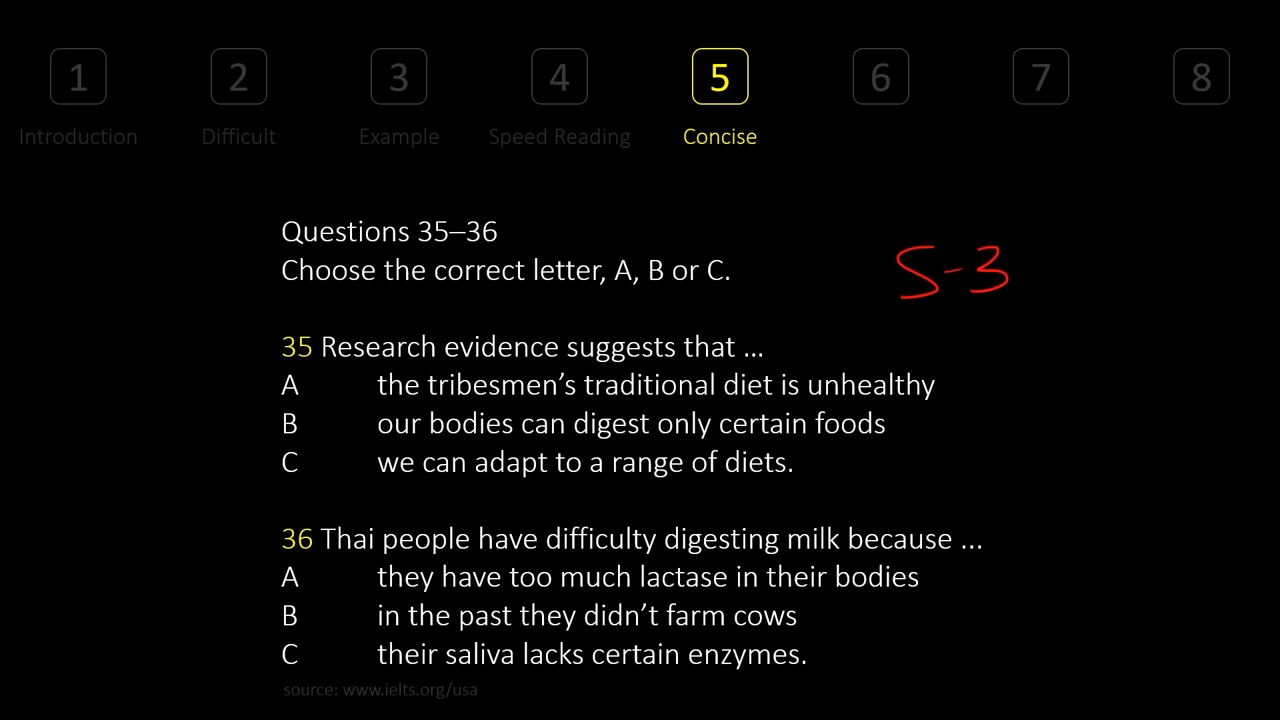 1 2 3 4 5 6 7 8
Introduction Difficult Example Speed Reading Concise
Questions 35–36
Choose the correct letter, A, B or C.
5-3
35 Research evidence suggests that ...
A the tribesmen's traditional diet is unhealthy
B our bodies can digest only certain foods
C we can adapt to a range of diets.
36 Thai people have difficulty digesting milk because ...
A they have too much lactase in their bodies
B in the past they didn't farm cows
C their saliva lacks certain enzymes.
source: www.ielts.org/usa